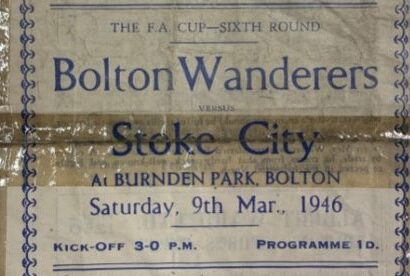 THE F.A. CUP—SIXTH ROUND
Bolton Wanderers
VERSUS
Stoke City
At BURNDEN PARK, BOLTON
Saturday, 9th Mar., 1946
KICK-OFF 3-0 P.M. PROGRAMME 1D.